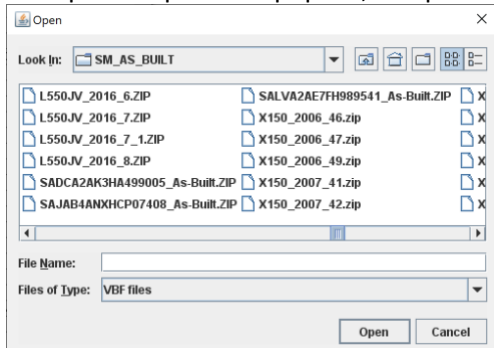 Open
Look In: SM_AS_BUILT
L550JV_2016_6.ZIP SALVA2AE7FH989541_As-Built.ZIP X
L550JV_2016_7.ZIP X150_2006_46.zip X
L550JV_2016_7_1.ZIP X150_2006_47.zip X
L550JV_2016_8.ZIP X150_2006_49.zip X
SADCA2AK3HA499005_As-Built.ZIP X150_2007_41.zip X
SAJAB4ANXHCP07408_As-Built.ZIP X150_2007_42.zip X
File Name:
Files of Type: VBF files
Open Cancel